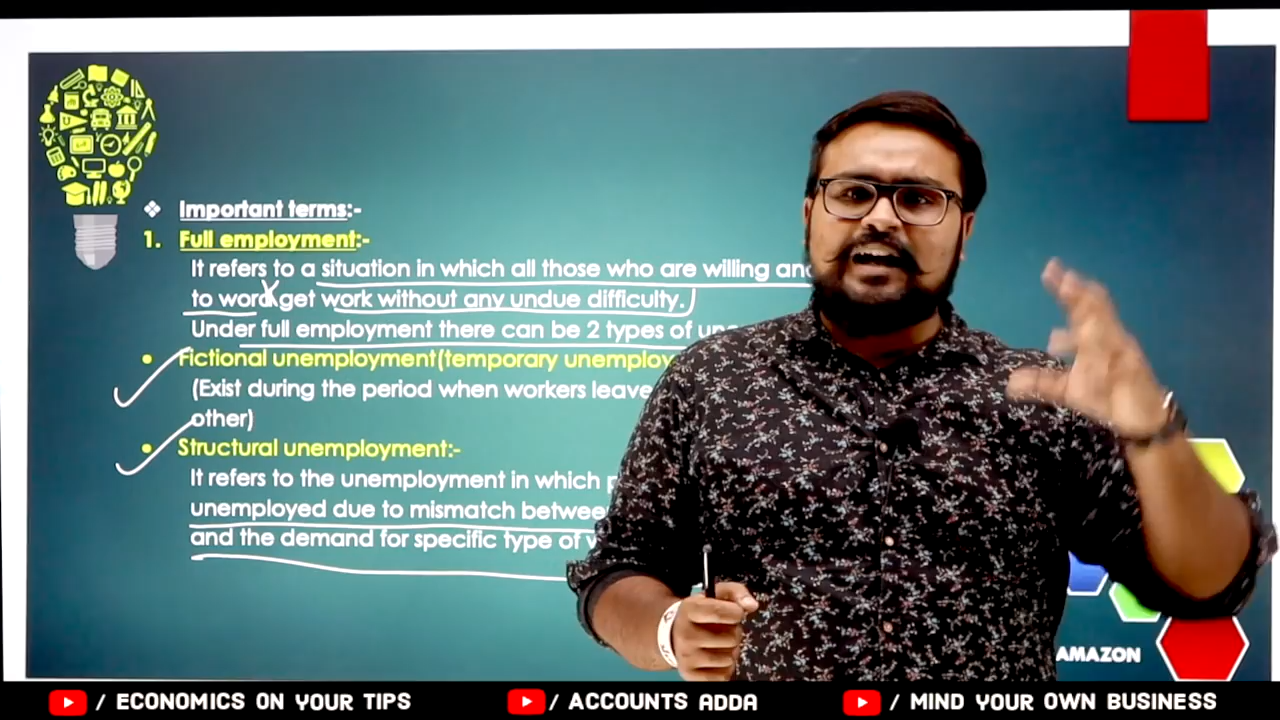 ❖ Important terms:-
1. Full employment:-
It refers to a situation in which all those who are willing and
to word get work without any undue difficulty.
Under full employment there can be 2 types of
• Fictional unemployment(temporary
(Exist during the period when workers leave
other)
• Structural unemployment:-
It refers to the unemployment in which
unemployed due to mismatch between
and the demand for specific type of
AMAZON
/ ECONOMICS ON YOUR TIPS
/ ACCOUNTS ADDA
/ MIND YOUR OWN BUSINESS